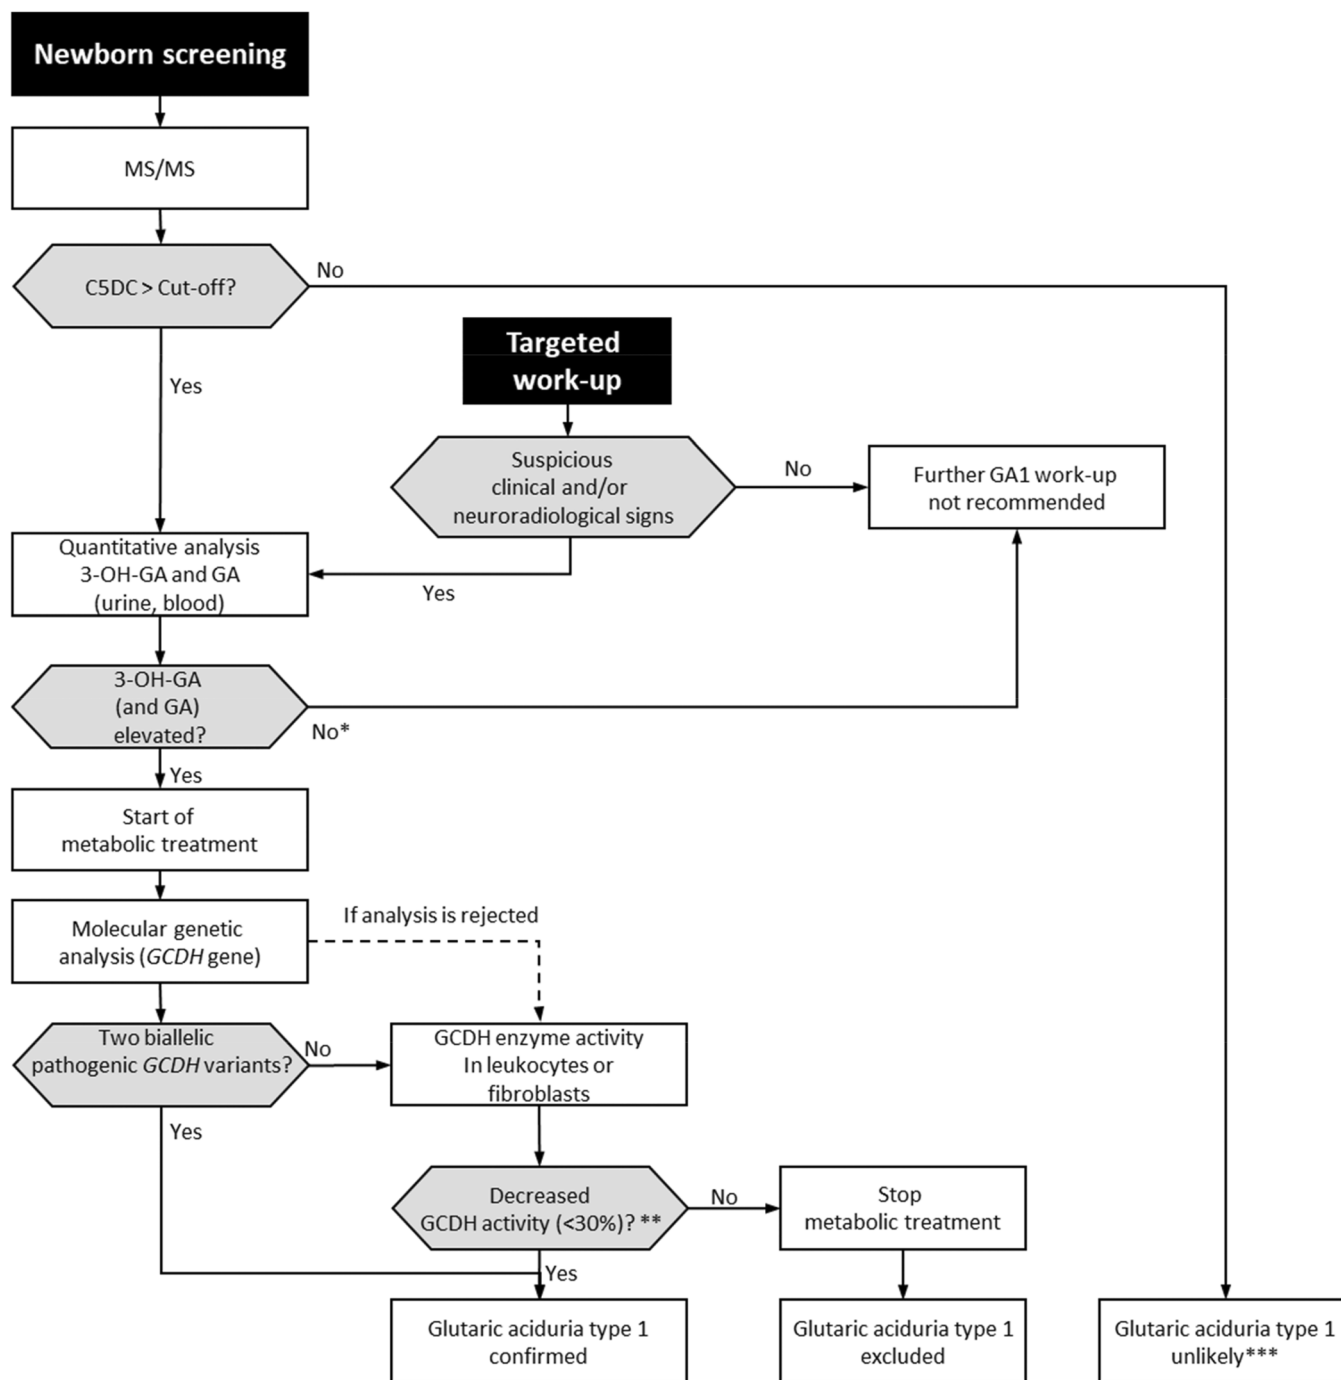 Newborn screening
MS/MS
C5DC > Cut-off?
No
Yes
Targeted
work-up
Suspicious
clinical and/or
neuroradiological signs
No
Further GA1 work-up
not recommended
Yes
Quantitative analysis
3-OH-GA and GA
(urine, blood)
3-OH-GA
(and GA)
elevated?
No*
Yes
Start of
metabolic treatment
Molecular genetic
analysis (GCDH gene)
If analysis is rejected
Two biallelic
pathogenic GCDH variants?
No
Yes
GCDH enzyme activity
In leukocytes or
fibroblasts
Decreased
GCDH activity (<30%)? **
No
Yes
Stop
metabolic treatment
Glutaric aciduria type 1
confirmed
Glutaric aciduria type 1
excluded
Glutaric aciduria type 1
unlikely***